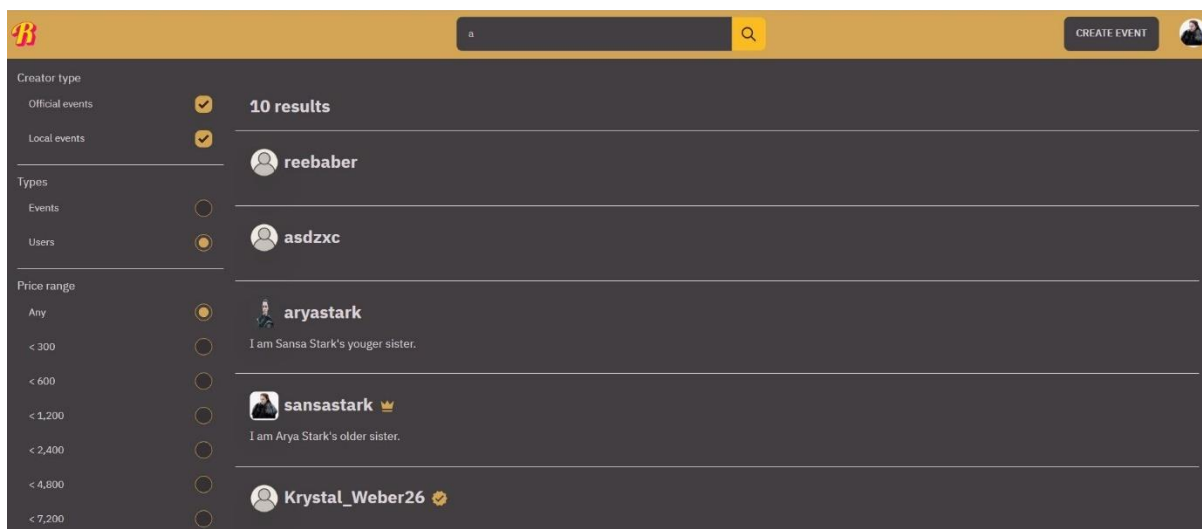 B
a
CREATE EVENT
Creator type
Official events
Local events
Types
Events
Users
Price range
Any
< 300
< 600
< 1,200
< 2,400
< 4,800
< 7,200
10 results
reebaber
asdzxc
aryastark
I am Sansa Stark's youger sister.
sansastark
I am Arya Stark's older sister.
Krystal_Weber26